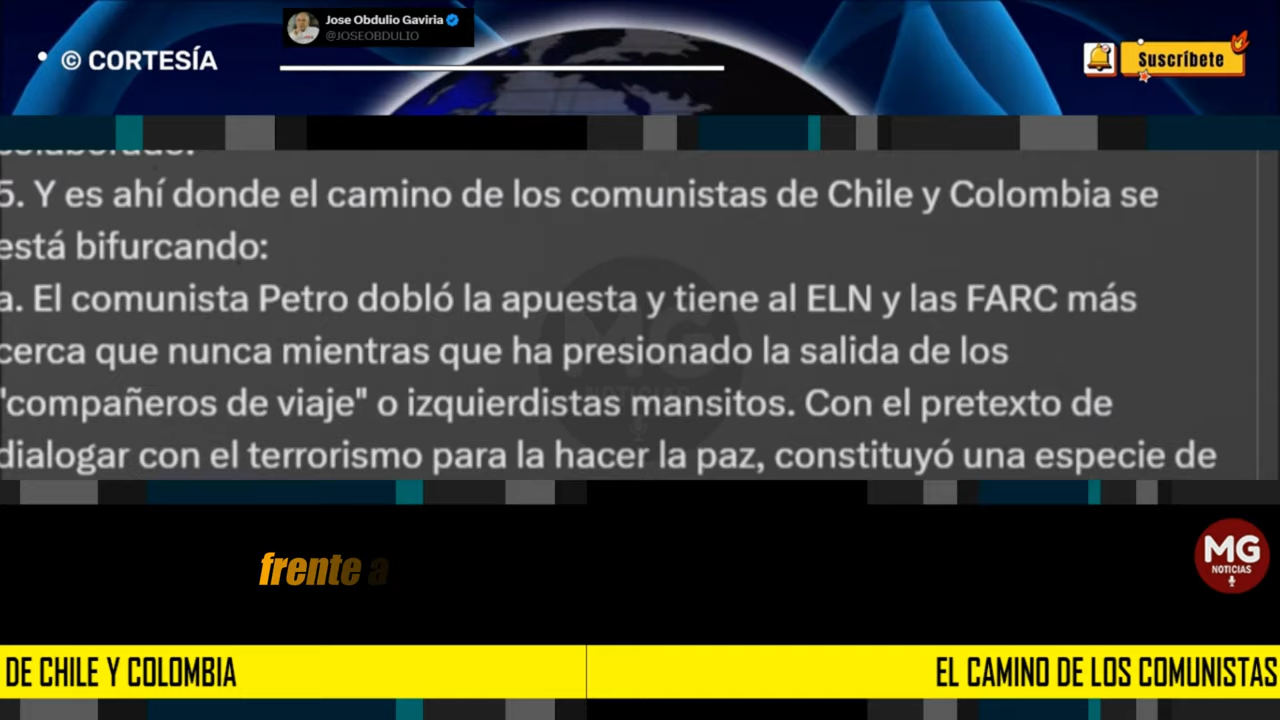 Jose Obdulio Gaviria
@JOSEOBDULIO
© CORTESÍA
Suscríbete
colaborado.
5. Y es ahí donde el camino de los comunistas de Chile y Colombia se
está bifurcando:
a. El comunista Petro dobló la apuesta y tiene al ELN y las FARC más
cerca que nunca mientras que ha presionado la salida de los
"compañeros de viaje" o izquierdistas mansitos. Con el pretexto de
dialogar con el terrorismo para la hacer la paz, constituyó una especie de
MG
NOTICIAS
frente a
MG
NOTICIAS
DE CHILE Y COLOMBIA
EL CAMINO DE LOS COMUNISTAS